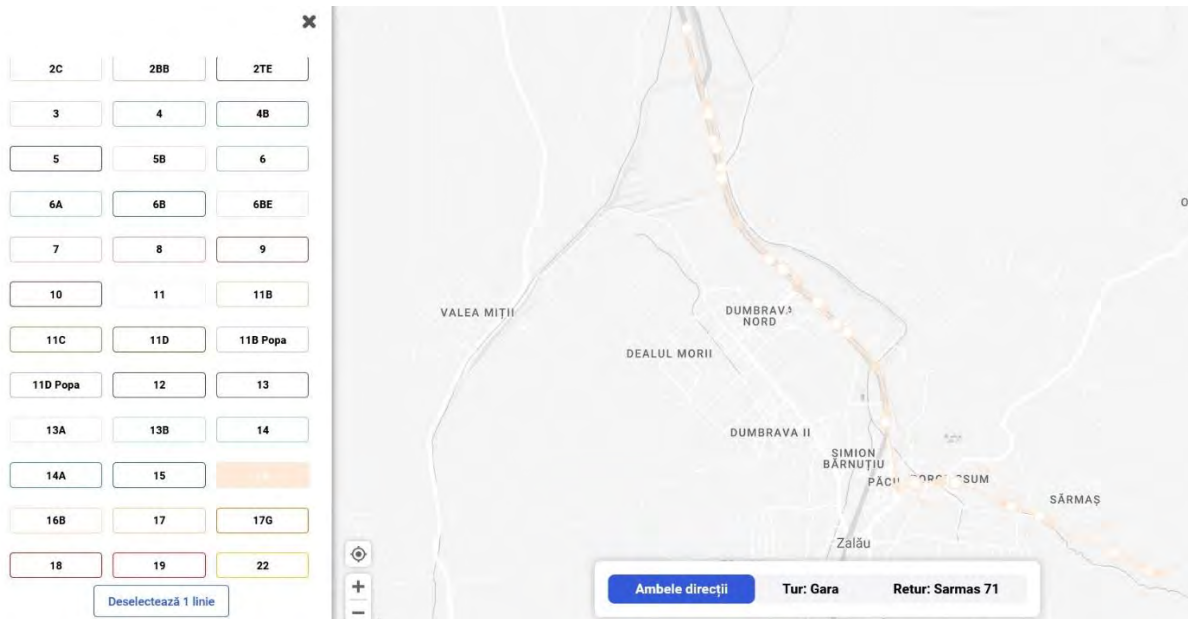 2C 2BB 2TE
3 4 4B
5 5B 6
6A 6B 6BE
7 8 9
10 11 11B
11C 11D 11B Popa
11D Popa 12 13
13A 13B 14
14A 15
16B 17 17G
18 19 22
Deselectează 1 linie
VALEA MIȚII
DUMBRAVA
NORD
DEALUL MORII
DUMBRAVA II
SIMION
BĂRNUȚIU
SĂRMAȘ
Zalău
+
−
Ambele direcții Tur: Gara Retur: Sarmas 71